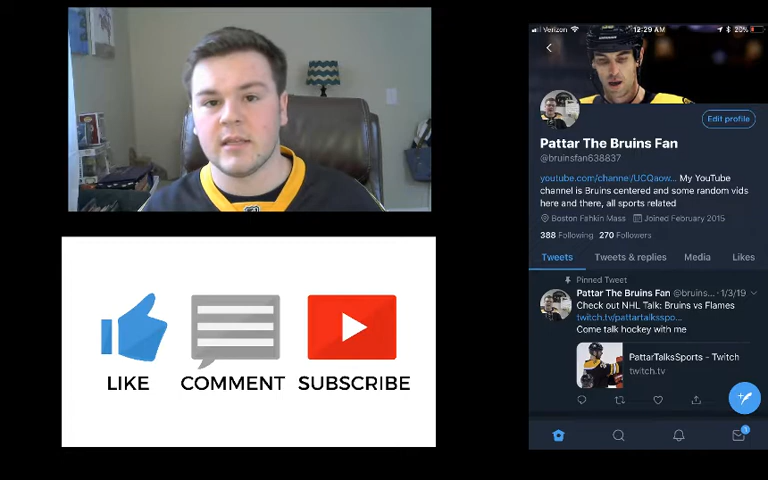 LIKE COMMENT SUBSCRIBE
Verizon 12:29 AM 20%
Edit profile
Pattar The Bruins Fan
@bruinsfan638837
youtube.com/channel/UCQaow... My YouTube
channel is Bruins centered and some random vids
here and there, all sports related
Boston Fahkin Mass Joined February 2015
388 Following 270 Followers
Tweets Tweets & replies Media Likes
Pinned Tweet
Pattar The Bruins Fan @bruins... · 1/3/19
Check out NHL Talk: Bruins vs Flames
twitch.tv/pattartalksspo...
Come talk hockey with me
PattarTalksSports - Twitch
twitch.tv